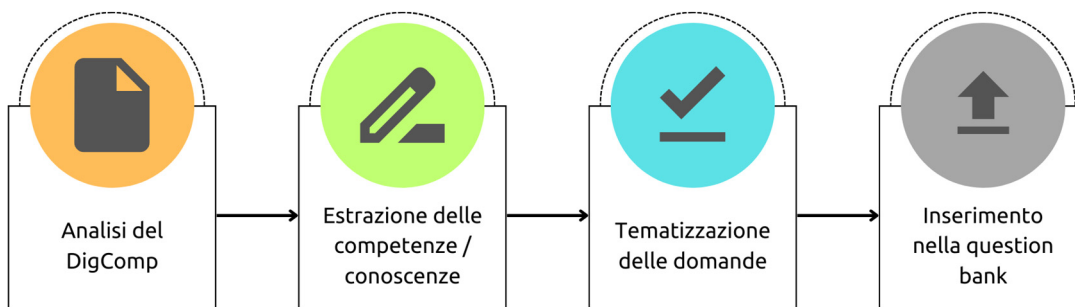 Analisi del
DigComp
Estrazione delle
competenze /
conoscenze
Tematizzazione
delle domande
Inserimento
nella question
bank